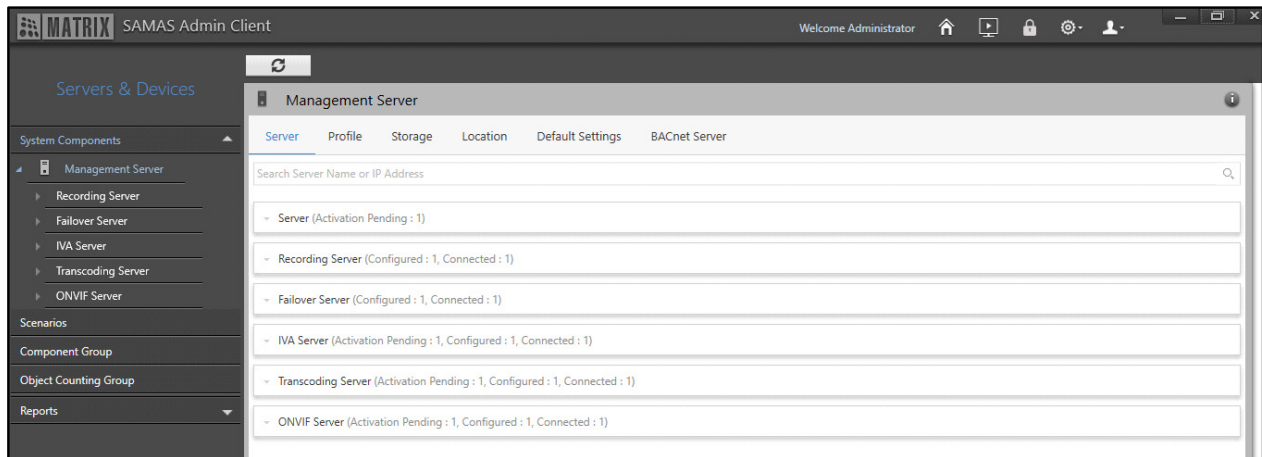 MATRIX SAMAS Admin Client
Welcome Administrator
Servers & Devices
System Components
Management Server
Recording Server
Failover Server
IVA Server
Transcoding Server
ONVIF Server
Scenarios
Component Group
Object Counting Group
Reports
Management Server
Server Profile Storage Location Default Settings BACnet Server
Search Server Name or IP Address
Server (Activation Pending : 1)
Recording Server (Configured : 1, Connected : 1)
Failover Server (Configured : 1, Connected : 1)
IVA Server (Activation Pending : 1, Configured : 1, Connected : 1)
Transcoding Server (Activation Pending : 1, Configured : 1, Connected : 1)
ONVIF Server (Activation Pending : 1, Configured : 1, Connected : 1)